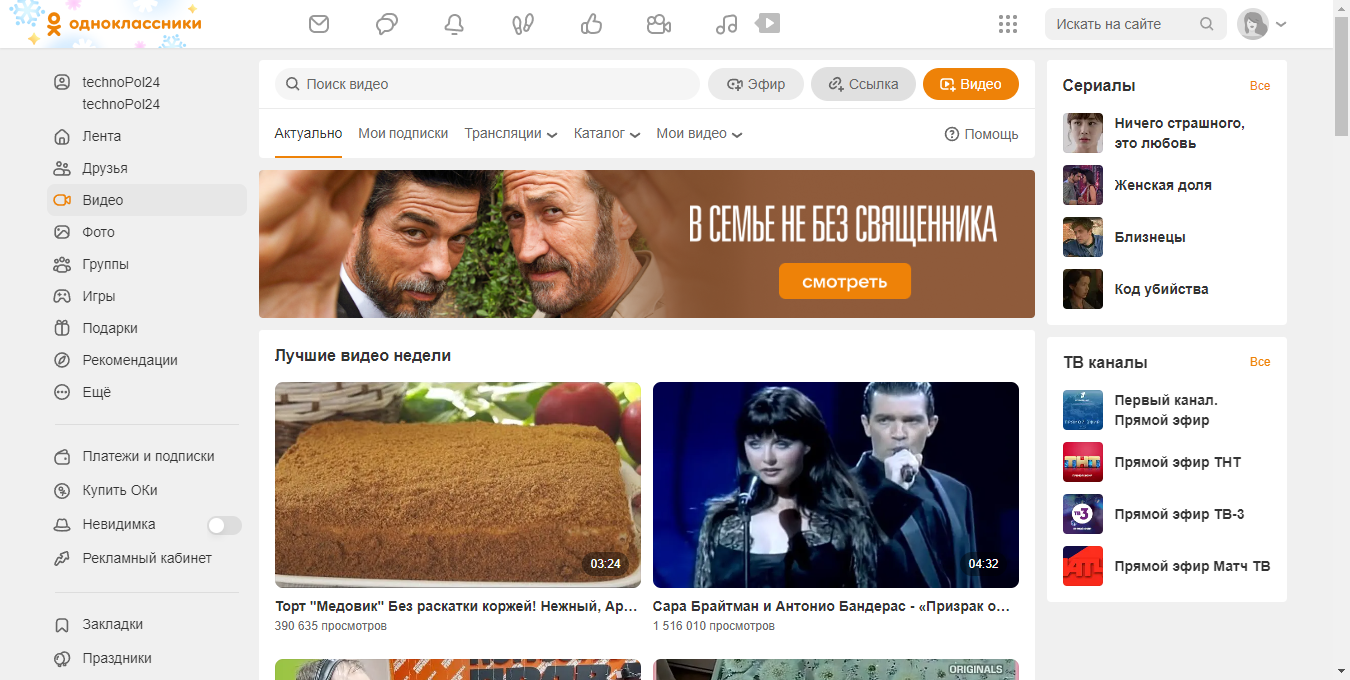 одноклассники
Искать на сайте
technoPol24
technoPol24
Лента
Друзья
Видео
Фото
Группы
Игры
Подарки
Рекомендации
Ещё
Платежи и подписки
Купить ОКи
Невидимка
Рекламный кабинет
Закладки
Праздники
Поиск видео
Эфир
Ссылка
Видео
Актуально
Мои подписки
Трансляции
Каталог
Мои видео
Помощь
В СЕМЬЕ НЕ БЕЗ СВЯЩЕННИКА
смотреть
Лучшие видео недели
03:24
Торт "Медовик" Без раскатки коржей! Нежный, Ар...
390 635 просмотров
04:32
Сара Брайтман и Антонио Бандерас - «Призрак о...
1 516 010 просмотров
ORIGINALS
Сериалы
Все
Ничего страшного,
это любовь
Женская доля
Близнецы
Код убийства
ТВ каналы
Все
Первый канал.
Прямой эфир
ТНТ
Прямой эфир ТНТ
ТВ 3
Прямой эфир ТВ-3
МАТЧ
Прямой эфир Матч ТВ